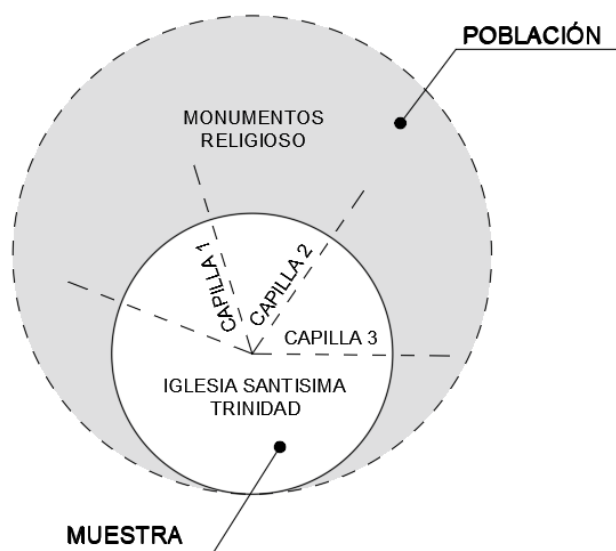 POBLACIÓN
MONUMENTOS
RELIGIOSO
CAPILLA 1
CAPILLA 2
CAPILLA 3
IGLESIA SANTISIMA
TRINIDAD
MUESTRA